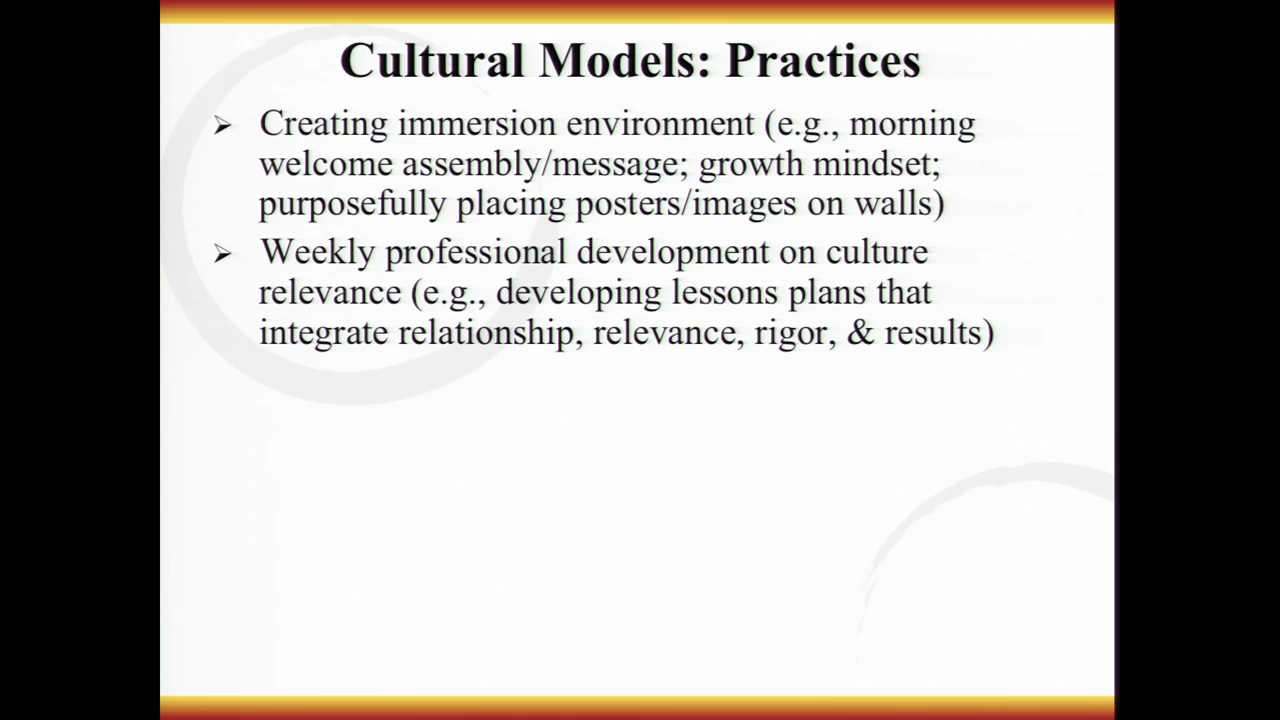 Cultural Models: Practices
➢ Creating immersion environment (e.g., morning
welcome assembly/message; growth mindset;
purposefully placing posters/images on walls)
➢ Weekly professional development on culture
relevance (e.g., developing lessons plans that
integrate relationship, relevance, rigor, & results)